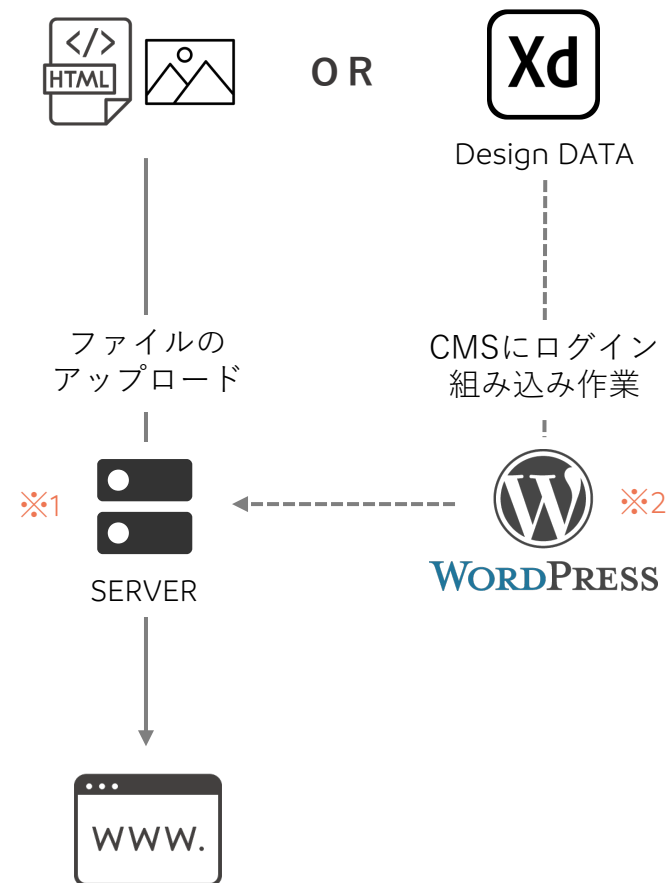 </>
HTML
OR
Xd
Design DATA
ファイルの
アップロード
CMSにログイン
組み込み作業
※1
※2
W
WORDPRESS
SERVER
WWW.